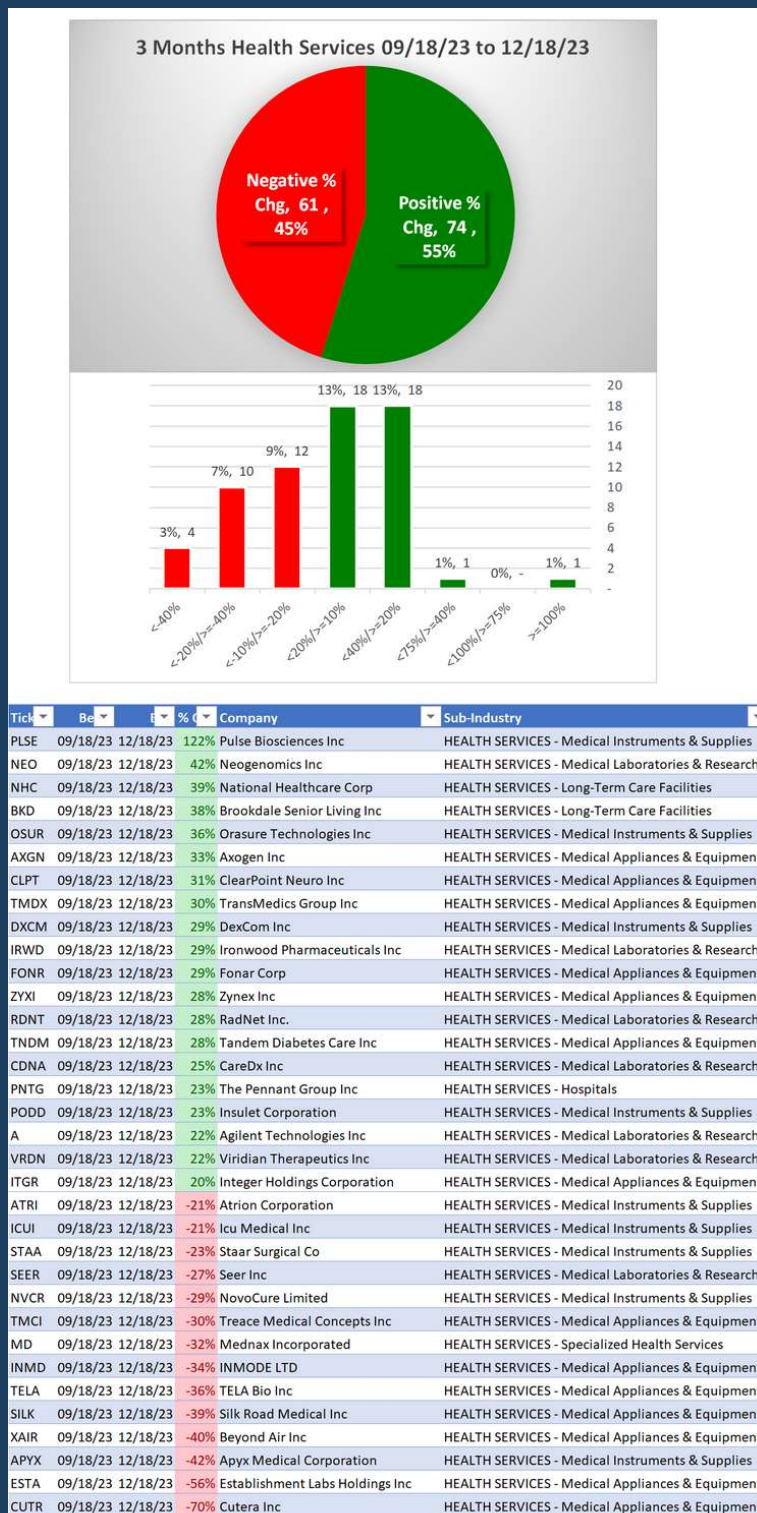 3 Months Health Services 09/18/23 to 12/18/23
Negative %
Chg, 61 ,
45%
Positive %
Chg, 74 ,
55%
3%, 4
7%, 10
9%, 12
13%, 18
13%, 18
1%, 1
0%, -
1%, 1
20
18
16
14
12
10
8
6
4
2
-
<-40%
<-20%/>=-40%
<-10%/>=-20%
<20%/>=10%
<40%/>=20%
<75%/>=40%
<100%/>=75%
>=100%
Tick Be E % C Company Sub-Industry
PLSE 09/18/23 12/18/23 122% Pulse Biosciences Inc HEALTH SERVICES - Medical Instruments & Supplies
NEO 09/18/23 12/18/23 42% Neogenomics Inc HEALTH SERVICES - Medical Laboratories & Research
NHC 09/18/23 12/18/23 39% National Healthcare Corp HEALTH SERVICES - Long-Term Care Facilities
BKD 09/18/23 12/18/23 38% Brookdale Senior Living Inc HEALTH SERVICES - Long-Term Care Facilities
OSUR 09/18/23 12/18/23 36% Orasure Technologies Inc HEALTH SERVICES - Medical Instruments & Supplies
AXGN 09/18/23 12/18/23 33% Axogen Inc HEALTH SERVICES - Medical Appliances & Equipmen
CLPT 09/18/23 12/18/23 31% ClearPoint Neuro Inc HEALTH SERVICES - Medical Appliances & Equipmen
TMDX 09/18/23 12/18/23 30% TransMedics Group Inc HEALTH SERVICES - Medical Appliances & Equipmen
DXCM 09/18/23 12/18/23 29% DexCom Inc HEALTH SERVICES - Medical Instruments & Supplies
IRWD 09/18/23 12/18/23 29% Ironwood Pharmaceuticals Inc HEALTH SERVICES - Medical Laboratories & Research
FONR 09/18/23 12/18/23 29% Fonar Corp HEALTH SERVICES - Medical Appliances & Equipmen
ZYXI 09/18/23 12/18/23 28% Zynex Inc HEALTH SERVICES - Medical Appliances & Equipmen
RDNT 09/18/23 12/18/23 28% RadNet Inc. HEALTH SERVICES - Medical Laboratories & Research
TNDM 09/18/23 12/18/23 28% Tandem Diabetes Care Inc HEALTH SERVICES - Medical Appliances & Equipmen
CDNA 09/18/23 12/18/23 25% CareDx Inc HEALTH SERVICES - Medical Laboratories & Research
PNTG 09/18/23 12/18/23 23% The Pennant Group Inc HEALTH SERVICES - Hospitals
PODD 09/18/23 12/18/23 23% Insulet Corporation HEALTH SERVICES - Medical Instruments & Supplies
A 09/18/23 12/18/23 22% Agilent Technologies Inc HEALTH SERVICES - Medical Laboratories & Research
VRDN 09/18/23 12/18/23 22% Viridian Therapeutics Inc HEALTH SERVICES - Medical Laboratories & Research
ITGR 09/18/23 12/18/23 20% Integer Holdings Corporation HEALTH SERVICES - Medical Appliances & Equipmen
ATRI 09/18/23 12/18/23 -21% Atrion Corporation HEALTH SERVICES - Medical Instruments & Supplies
ICUI 09/18/23 12/18/23 -21% Icu Medical Inc HEALTH SERVICES - Medical Instruments & Supplies
STAA 09/18/23 12/18/23 -23% Staar Surgical Co HEALTH SERVICES - Medical Instruments & Supplies
SEER 09/18/23 12/18/23 -27% Seer Inc HEALTH SERVICES - Medical Laboratories & Research
NVCR 09/18/23 12/18/23 -29% NovoCure Limited HEALTH SERVICES - Medical Instruments & Supplies
TMCI 09/18/23 12/18/23 -30% Treace Medical Concepts Inc HEALTH SERVICES - Medical Appliances & Equipmen
MD 09/18/23 12/18/23 -32% Mednax Incorporated HEALTH SERVICES - Specialized Health Services
INMD 09/18/23 12/18/23 -34% INMODE LTD HEALTH SERVICES - Medical Appliances & Equipmen
TELA 09/18/23 12/18/23 -36% TELA Bio Inc HEALTH SERVICES - Medical Appliances & Equipmen
SILK 09/18/23 12/18/23 -39% Silk Road Medical Inc HEALTH SERVICES - Medical Appliances & Equipmen
XAIR 09/18/23 12/18/23 -40% Beyond Air Inc HEALTH SERVICES - Medical Appliances & Equipmen
APYX 09/18/23 12/18/23 -42% Apyx Medical Corporation HEALTH SERVICES - Medical Instruments & Supplies
ESTA 09/18/23 12/18/23 -56% Establishment Labs Holdings Inc HEALTH SERVICES - Medical Appliances & Equipmen
CUTR 09/18/23 12/18/23 -70% Cutera Inc HEALTH SERVICES - Medical Appliances & Equipmen